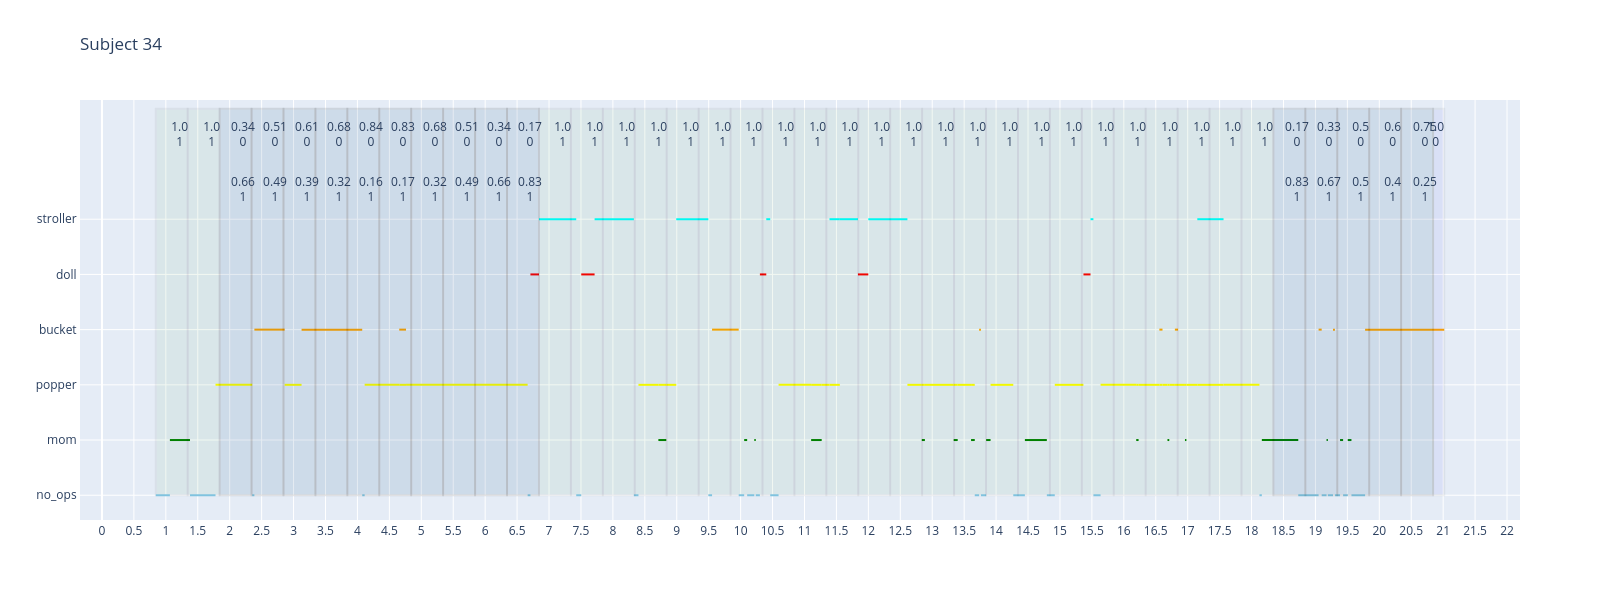 Subject 34
1.0 1.0 0.34 0.51 0.61 0.68 0.84 0.83 0.68 0.51 0.34 0.17 1.0 1.0 1.0 1.0 1.0 1.0 1.0 1.0 1.0 1.0 1.0 1.0 1.0 1.0 1.0 1.0 1.0 1.0 1.0 1.0 1.0 1.0 1.0 0.17 0.33 0.5 0.6 0.75
1 1 0 0 0 0 0 0 0 0 0 0 1 1 1 1 1 1 1 1 1 1 1 1 1 1 1 1 1 1 1 1 1 1 1 0 0 0 0 0 0
0.66 0.49 0.39 0.32 0.16 0.17 0.32 0.49 0.66 0.83 0.83 0.67 0.5 0.4 0.25
1 1 1 1 1 1 1 1 1 1 1 1 1 1 1
stroller
doll
bucket
popper
mom
no_ops
0 0.5 1 1.5 2 2.5 3 3.5 4 4.5 5 5.5 6 6.5 7 7.5 8 8.5 9 9.5 10 10.5 11 11.5 12 12.5 13 13.5 14 14.5 15 15.5 16 16.5 17 17.5 18 18.5 19 19.5 20 20.5 21 21.5 22